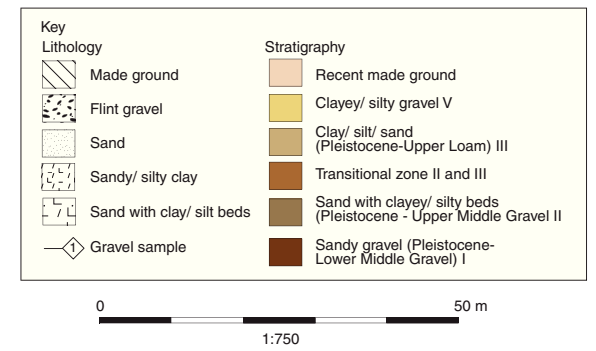 Key
Lithology
Made ground
Flint gravel
Sand
Sandy/ silty clay
Sand with clay/ silt beds
1 Gravel sample
Stratigraphy
Recent made ground
Clayey/ silty gravel V
Clay/ silt/ sand
(Pleistocene-Upper Loam) III
Transitional zone II and III
Sand with clayey/ silty beds
(Pleistocene - Upper Middle Gravel II
Sandy gravel (Pleistocene-
Lower Middle Gravel) I
0 50 m
1:750